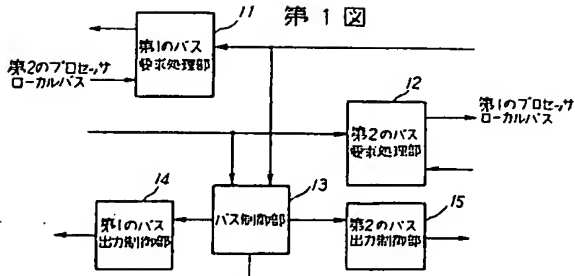 第1図
11
第1のバス
要求処理部
第2のプロセッサ
ローカルバス
12
第2のバス
要求処理部
第1のプロセッサ
ローカルバス
13
バス制御部
14
第1のバス
出力制御部
15
第2のバス
出力制御部